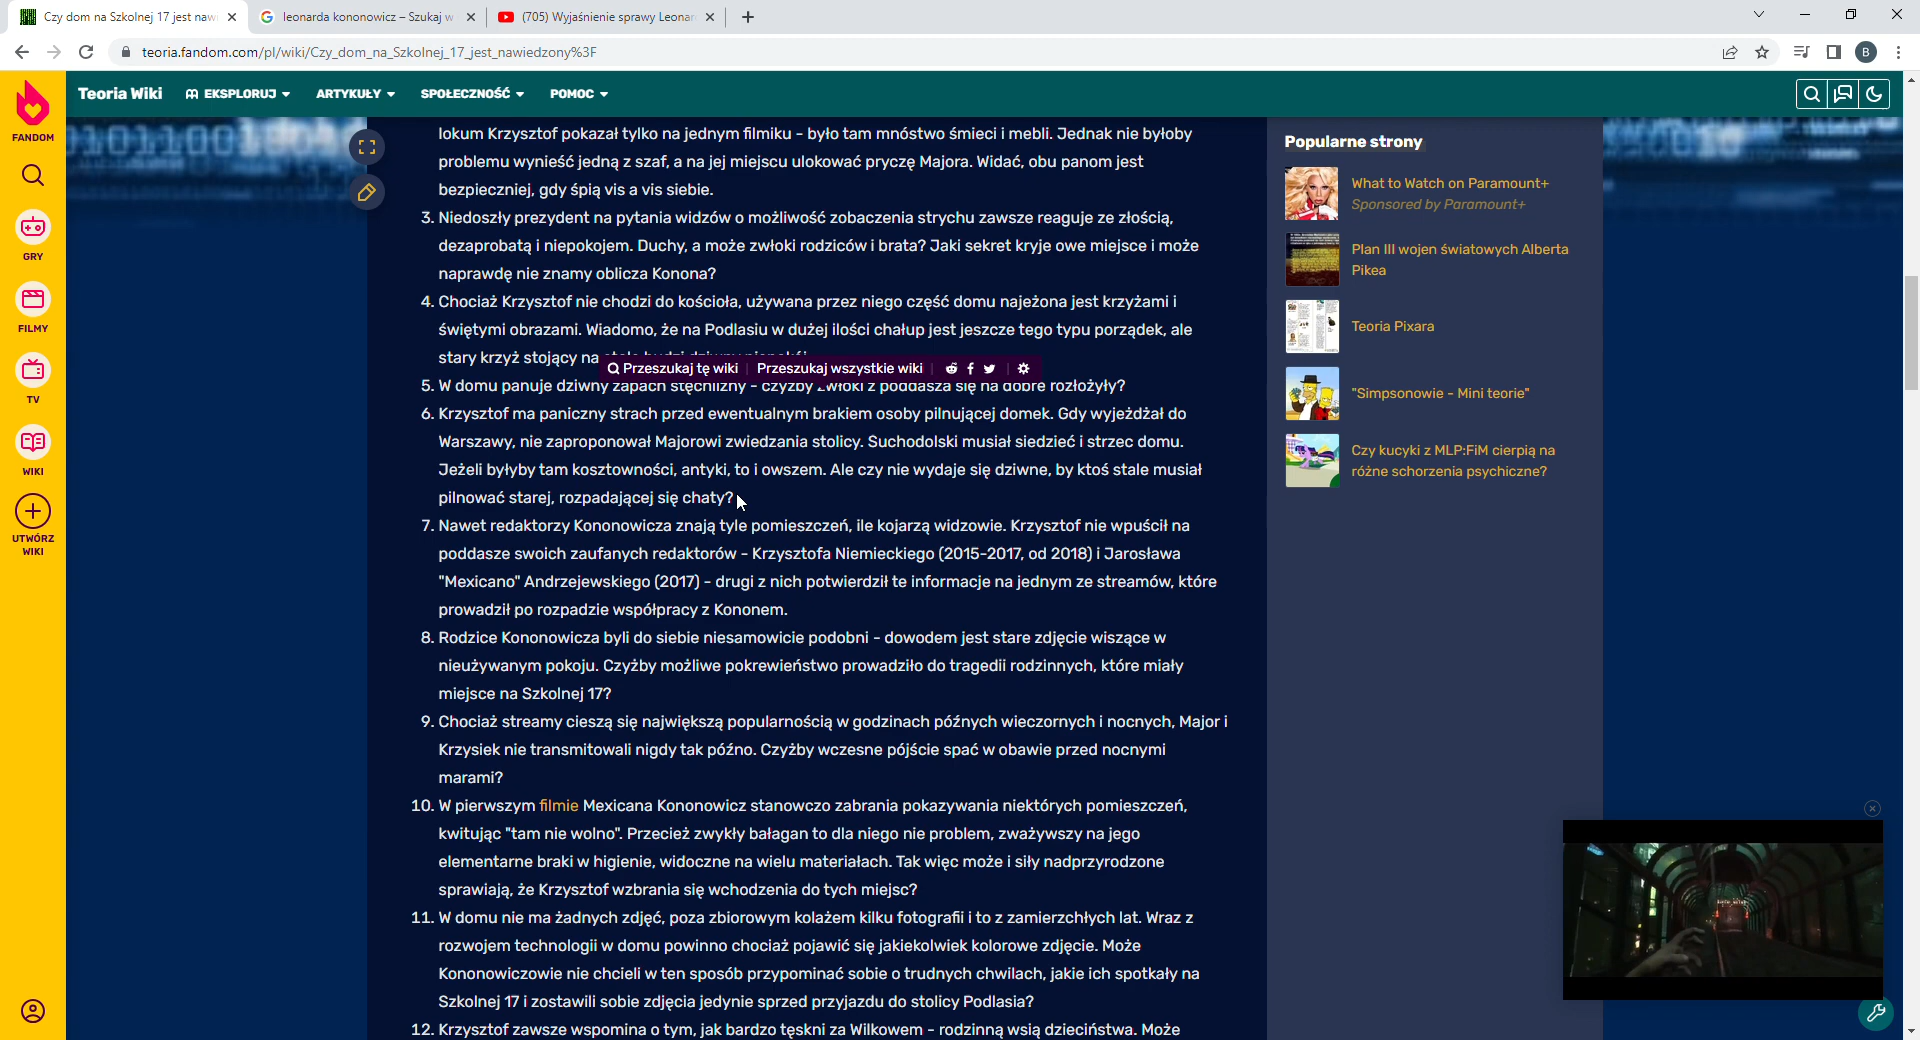 Czy dom na Szkolnej 17 jest naw
leonarda kononowicz – Szukaj w
(705) Wyjaśnienie sprawy Leonar
teoria.fandom.com/pl/wiki/Czy_dom_na_Szkolnej_17_jest_nawiedzony%3F
B
Teoria Wiki
EKSPLORUJ
ARTYKUŁY
SPOŁECZNOŚĆ
POMOC
FANDOM
GRY
FILMY
TV
WIKI
UTWÓRZ
WIKI
lokum Krzysztof pokazał tylko na jednym filmiku - było tam mnóstwo śmieci i mebli. Jednak nie byłoby
problemu wynieść jedną z szaf, a na jej miejscu ulokować pryczę Majora. Widać, obu panom jest
bezpieczniej, gdy śpią vis a vis siebie.
3. Niedoszły prezydent na pytania widzów o możliwość zobaczenia strychu zawsze reaguje ze złością,
dezaprobatą i niepokojem. Duchy, a może zwłoki rodziców i brata? Jaki sekret kryje owe miejsce i może
naprawdę nie znamy oblicza Konona?
4. Chociaż Krzysztof nie chodzi do kościoła, używana przez niego część domu najeżona jest krzyżami i
świętymi obrazami. Wiadomo, że na Podlasiu w dużej ilości chałup jest jeszcze tego typu porządek, ale
stary krzyż stojący na
Przeszukaj tę wiki
Przeszukaj wszystkie wiki
5. W domu panuje dziwny zapach stęchlizny - czyżby zwłoki z poddasza się na dobre rozłożyły?
6. Krzysztof ma paniczny strach przed ewentualnym brakiem osoby pilnującej domek. Gdy wyjeżdżał do
Warszawy, nie zaproponował Majorowi zwiedzania stolicy. Suchodolski musiał siedzieć i strzec domu.
Jeżeli byłyby tam kosztowności, antyki, to i owszem. Ale czy nie wydaje się dziwne, by ktoś stale musiał
pilnować starej, rozpadającej się chaty?
7. Nawet redaktorzy Kononowicza znają tyle pomieszczeń, ile kojarzą widzowie. Krzysztof nie wpuścił na
poddasze swoich zaufanych redaktorów - Krzysztofa Niemieckiego (2015-2017, od 2018) i Jarosława
"Mexicano" Andrzejewskiego (2017) - drugi z nich potwierdził te informacje na jednym ze streamów, które
prowadził po rozpadzie współpracy z Kononem.
8. Rodzice Kononowicza byli do siebie niesamowicie podobni - dowodem jest stare zdjęcie wiszące w
nieużywanym pokoju. Czyżby możliwe pokrewieństwo prowadziło do tragedii rodzinnych, które miały
miejsce na Szkolnej 17?
9. Chociaż streamy cieszą się największą popularnością w godzinach późnych wieczornych i nocnych, Major i
Krzysiek nie transmitowali nigdy tak późno. Czyżby wczesne pójście spać w obawie przed nocnymi
marami?
10. W pierwszym filmie Mexicana Kononowicz stanowczo zabrania pokazywania niektórych pomieszczeń,
kwitując "tam nie wolno". Przecież zwykły bałagan to dla niego nie problem, zważywszy na jego
elementarne braki w higienie, widoczne na wielu materiałach. Tak więc może i siły nadprzyrodzone
sprawiają, że Krzysztof wzbrania się wchodzenia do tych miejsc?
11. W domu nie ma żadnych zdjęć, poza zbiorowym kolażem kilku fotografii i to z zamierzchłych lat. Wraz z
rozwojem technologii w domu powinno chociaż pojawić się jakiekolwiek kolorowe zdjęcie. Może
Kononowiczowie nie chcieli w ten sposób przypominać sobie o trudnych chwilach, jakie ich spotkały na
Szkolnej 17 i zostawili sobie zdjęcia jedynie sprzed przyjazdu do stolicy Podlasia?
12. Krzysztof zawsze wspomina o tym, jak bardzo tęskni za Wilkowem - rodzinną wsią dzieciństwa. Może
Popularne strony
What to Watch on Paramount+
Sponsored by Paramount+
Plan III wojen światowych Alberta
Pikea
Teoria Pixara
"Simpsonowie - Mini teorie"
Czy kucyki z MLP:FiM cierpią na
różne schorzenia psychiczne?